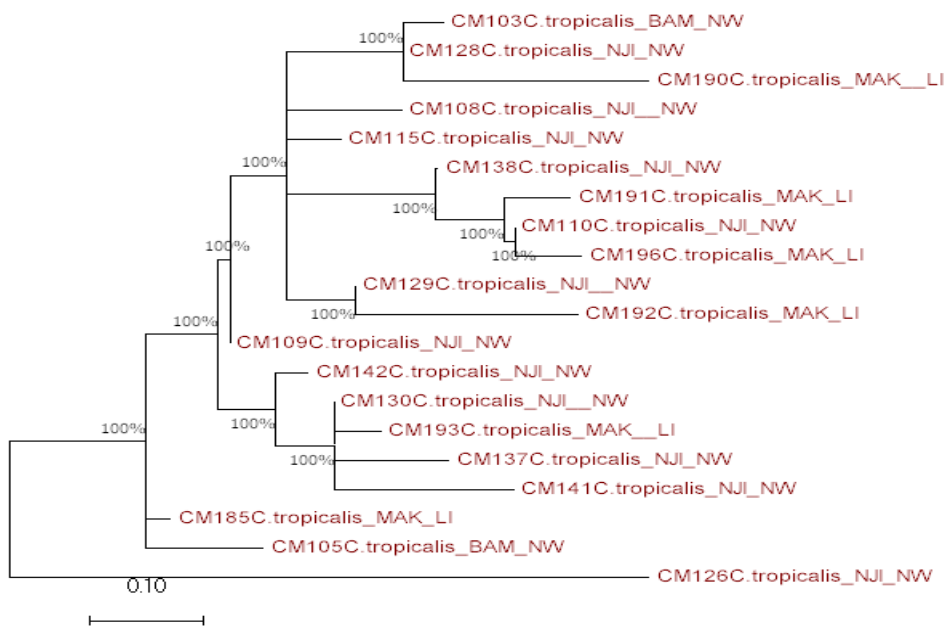 CM103C.tropicalis_BAM_NW
100%
CM128C.tropicalis_NJI_NW
CM190C.tropicalis_MAK__LI
CM108C.tropicalis_NJI__NW
CM115C.tropicalis_NJI_NW
100%
CM138C.tropicalis_NJI_NW
CM191C.tropicalis_MAK_LI
100%
CM110C.tropicalis_NJI_NW
100%
100%
CM196C.tropicalis_MAK_LI
100%
CM129C.tropicalis_NJI__NW
100%
CM192C.tropicalis_MAK_LI
100%
CM109C.tropicalis_NJI_NW
CM142C.tropicalis_NJI_NW
CM130C.tropicalis_NJI__NW
100%
CM193C.tropicalis_MAK__LI
100%
CM137C.tropicalis_NJI_NW
100%
CM141C.tropicalis_NJI_NW
CM185C.tropicalis_MAK_LI
CM105C.tropicalis_BAM_NW
CM126C.tropicalis_NJI_NW
0.10